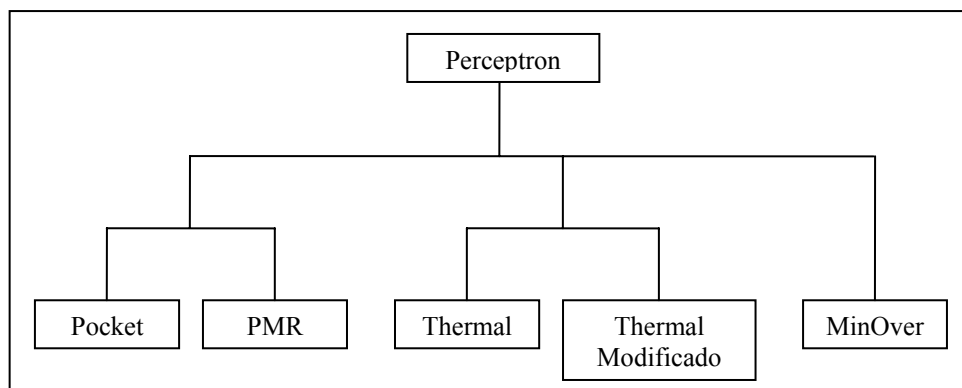 Perceptron
Pocket
PMR
Thermal
Thermal
Modificado
MinOver